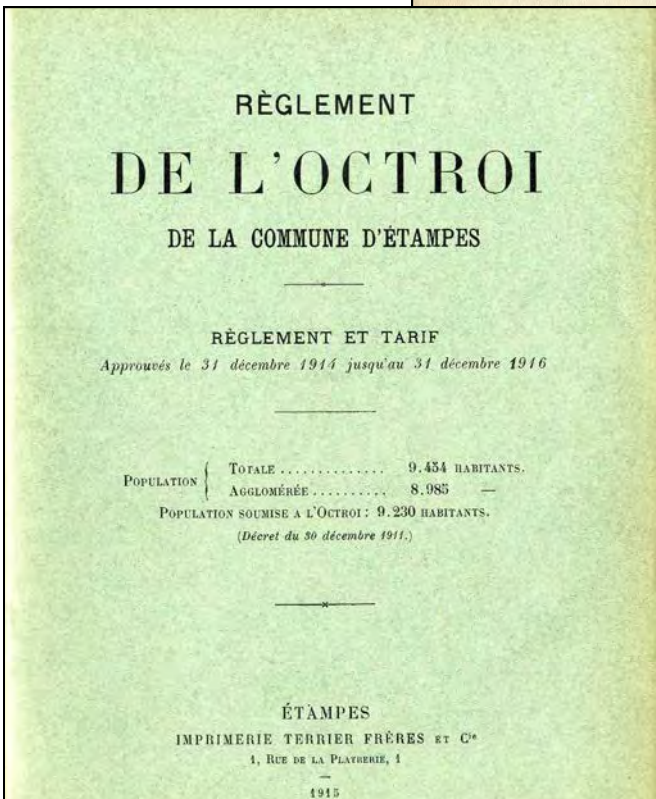 RÈGLEMENT
DE L'OCTROI
DE LA COMMUNE D'ÉTAMPES
RÈGLEMENT ET TARIF
Approuvés le 31 décembre 1914 jusqu'au 31 décembre 1916
POPULATION { TOTALE .............. 9.454 HABITANTS.
AGGLOMÉRÉE .......... 8.985 —
POPULATION SOUMISE A L'OCTROI : 9.230 HABITANTS.
(Décret du 30 décembre 1911.)
ÉTAMPES
IMPRIMERIE TERRIER FRÈRES ET Cie
1, RUE DE LA PLATRERIE, 1
1915